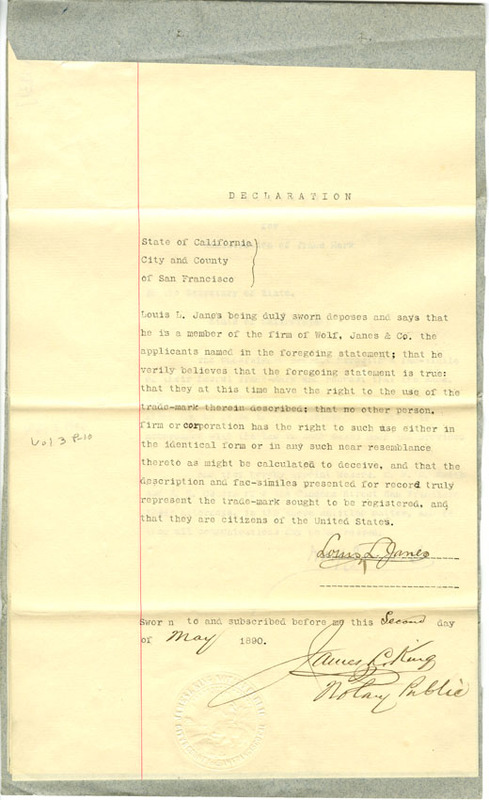 DECLARATION
State of California)
City and County
of San Francisco
Louis L. Janes being duly sworn deposes and says that
he is a member of the firm of Wolf, Janes & Co. the
applicants named in the foregoing statement; that he
verily believes that the foregoing statement is true:
that they at this time have the right to the use of the
trade-mark therein described; that no other person,
firm or corporation has the right to such use either in
the identical form or in any such near resemblance
thereto as might be calculated to deceive, and that the
description and fac-similes presented for record truly
represent the trade-mark sought to be registered, and
that they are citizens of the United States.
Vol 3 P.10
Louis L. Janes
Swor n to and subscribed before me this Second day
of May 1890.
James L. King
Notary Public